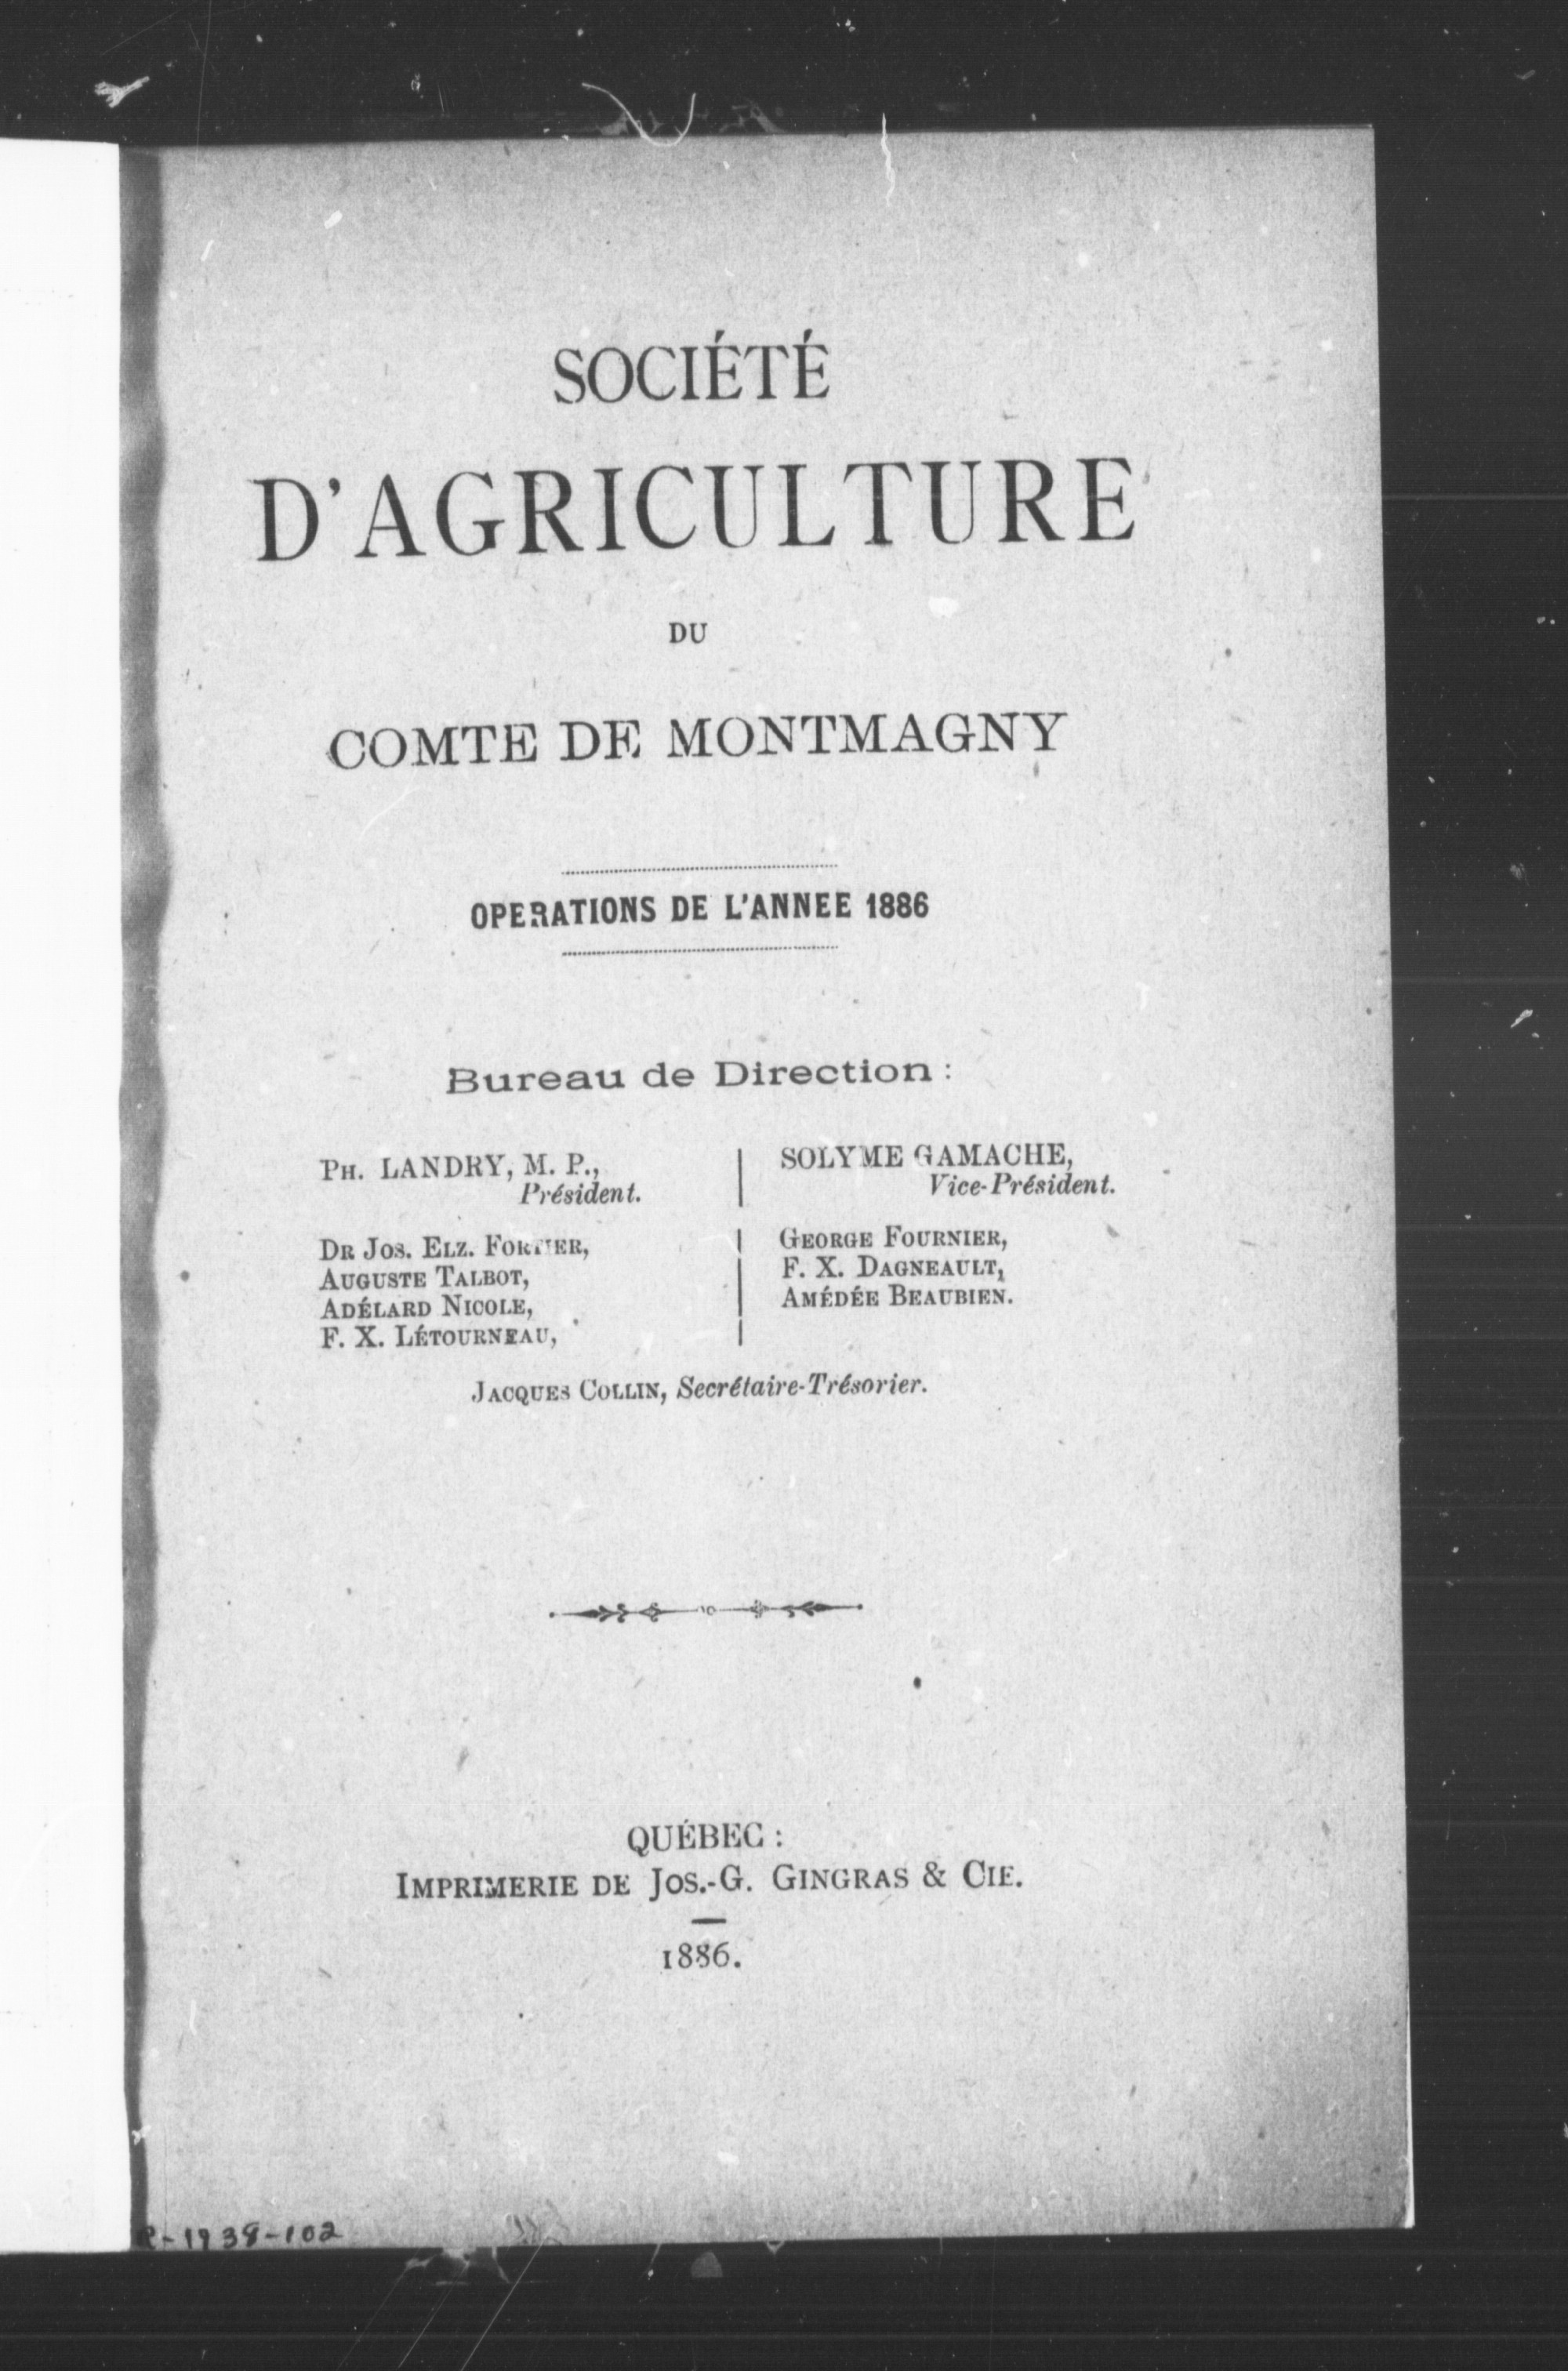 SOCIÉTÉ
D'AGRICULTURE
DU
COMTE DE MONTMAGNY
OPERATIONS DE L'ANNEE 1886
Bureau de Direction :
PH. LANDRY, M. P.,
Président.
SOLYME GAMACHE,
Vice-Président.
DR JOS. ELZ. FORTIER,
AUGUSTE TALBOT,
ADÉLARD NICOLE,
F. X. LÉTOURNEAU,
GEORGE FOURNIER,
F. X. DAGNEAULT,
AMÉDÉE BEAUBIEN.
JACQUES COLLIN, Secrétaire-Trésorier.
QUÉBEC :
IMPRIMERIE DE JOS.-G. GINGRAS & CIE.
1886.
R-1938-102